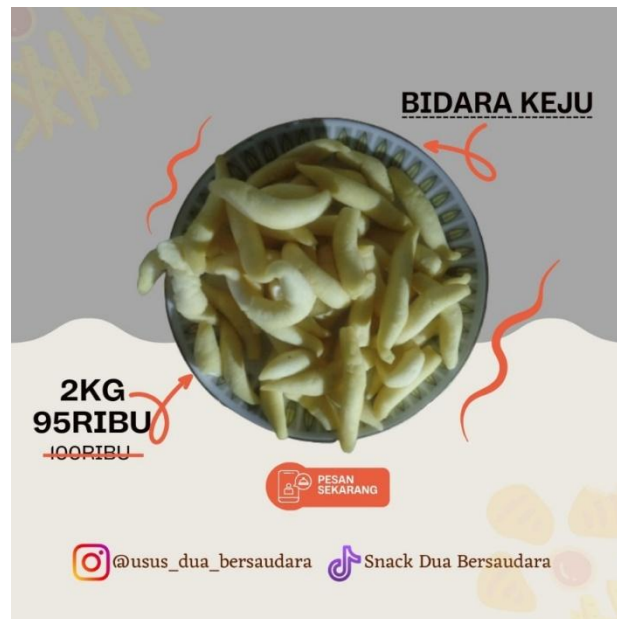 BIDARA KEJU
2KG
95RIBU
100RIBU
PESAN
SEKARANG
@usus_dua_bersaudara
Snack Dua Bersaudara